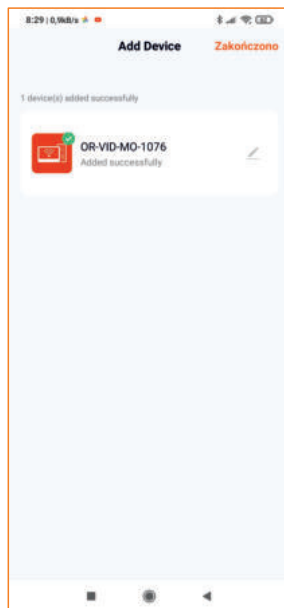 8:29 | 0,9kB/s
Add Device
Zakończono
1 device(s) added successfully
OR-VID-MO-1076
Added successfully